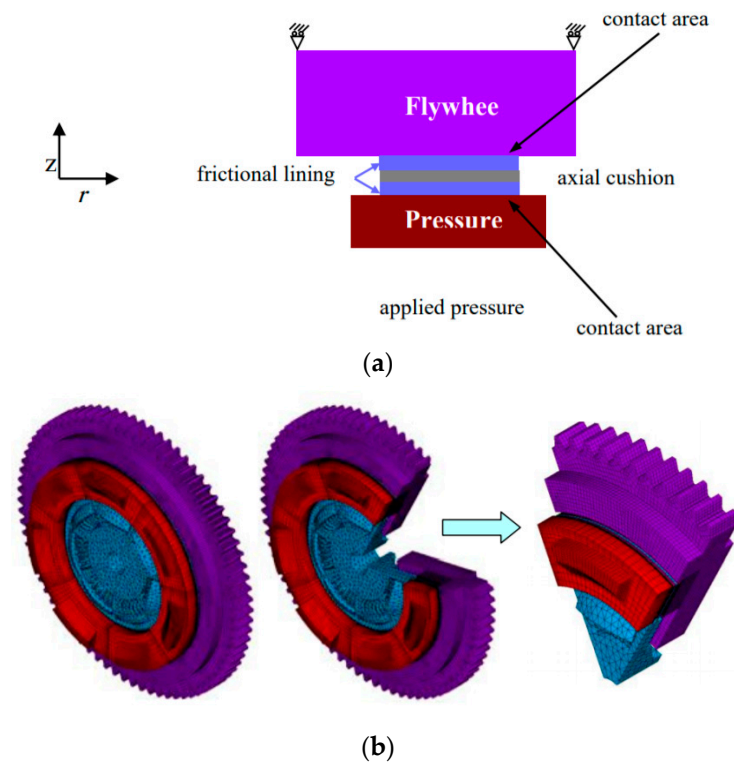 contact area
Flywhee
z
r
frictional lining
axial cushion
Pressure
applied pressure
contact area
(a)
(b)